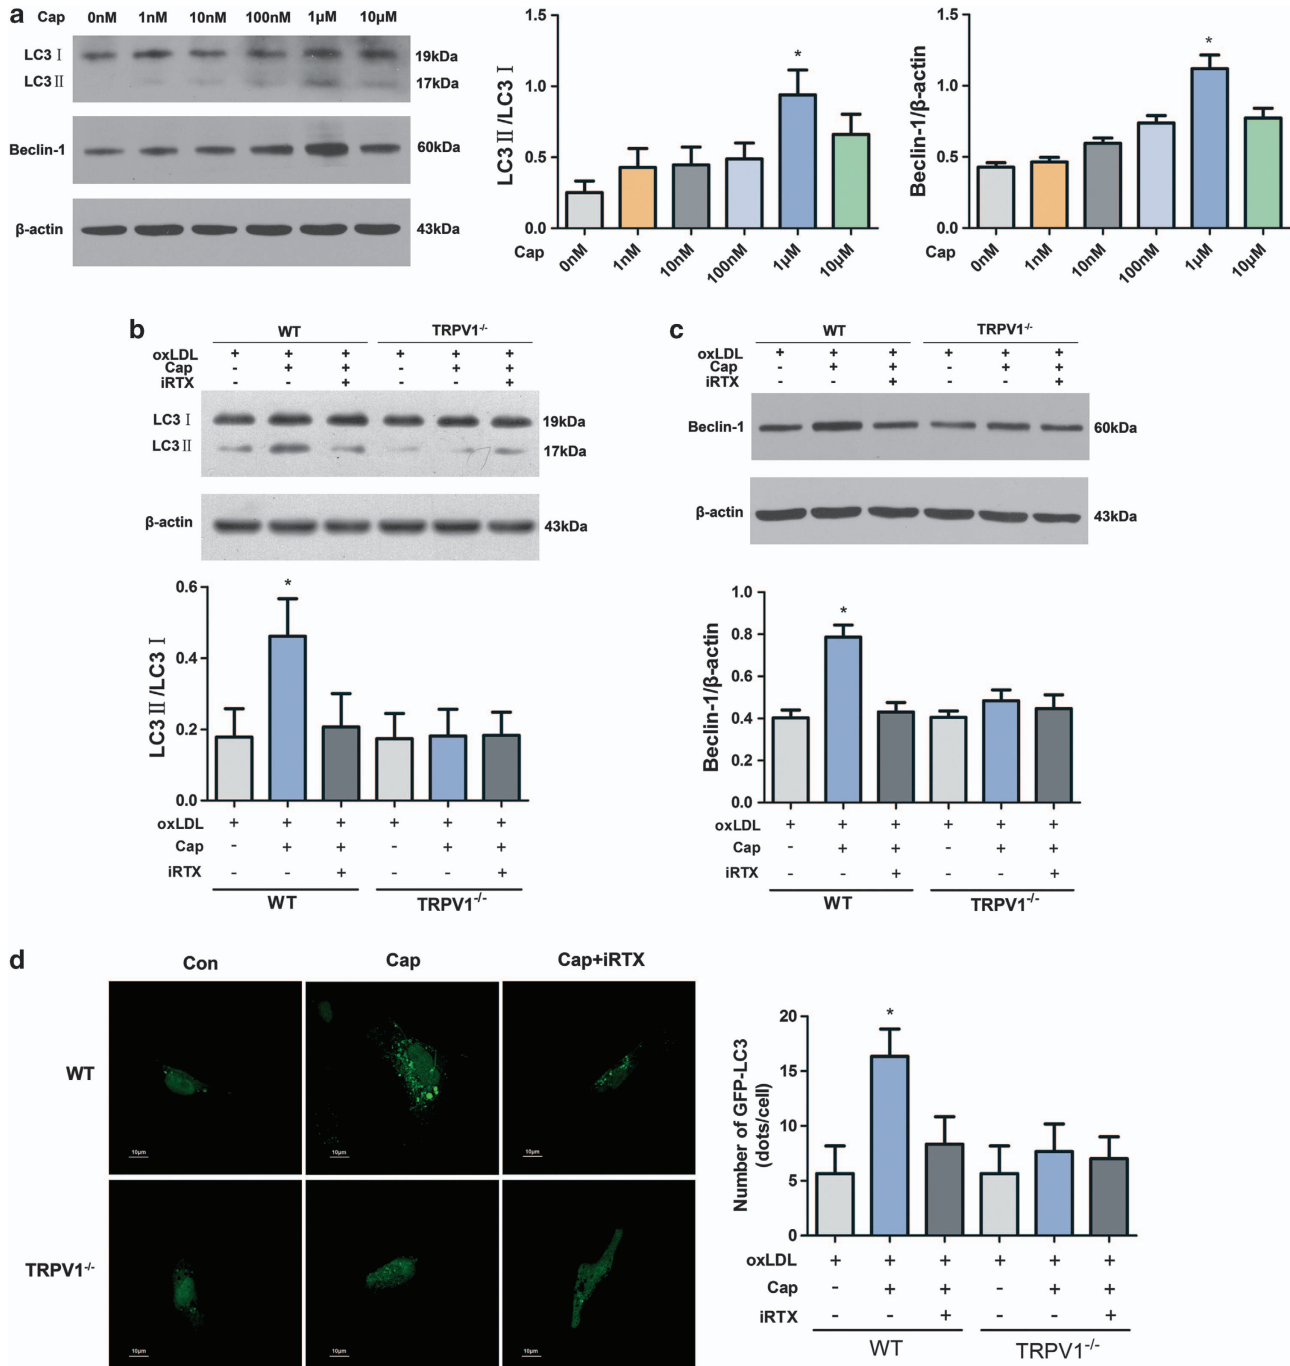 a
Cap 0nM 1nM 10nM 100nM 1μM 10μM
LC3 Ⅰ 19kDa
LC3 Ⅱ 17kDa
Beclin-1 60kDa
β-actin 43kDa
LC3 Ⅱ/LC3 Ⅰ
1.5
1.0
0.5
0.0
*
Cap 0nM 1nM 10nM 100nM 1μM 10μM
Beclin-1/β-actin
1.5
1.0
0.5
0.0
*
Cap 0nM 1nM 10nM 100nM 1μM 10μM
b
WT TRPV1-/-
oxLDL + + + + + +
Cap - + + - + +
iRTX - - + - - +
LC3 Ⅰ 19kDa
LC3 Ⅱ 17kDa
β-actin 43kDa
LC3 Ⅱ/LC3 Ⅰ
0.6
0.4
0.2
0.0
*
oxLDL + + + + + +
Cap - + + - + +
iRTX - - + - - +
WT TRPV1-/-
c
WT TRPV1-/-
oxLDL + + + + + +
Cap - + + - + +
iRTX - - + - - +
Beclin-1 60kDa
β-actin 43kDa
Beclin-1/β-actin
1.0
0.8
0.6
0.4
0.2
0.0
*
oxLDL + + + + + +
Cap - + + - + +
iRTX - - + - - +
WT TRPV1-/-
d
Con Cap Cap+iRTX
WT
10μm 10μm 10μm
TRPV1-/-
10μm 10μm 10μm
Number of GFP-LC3
(dots/cell)
20
15
10
5
0
*
oxLDL + + + + + +
Cap - + + - + +
iRTX - - + - - +
WT TRPV1-/-